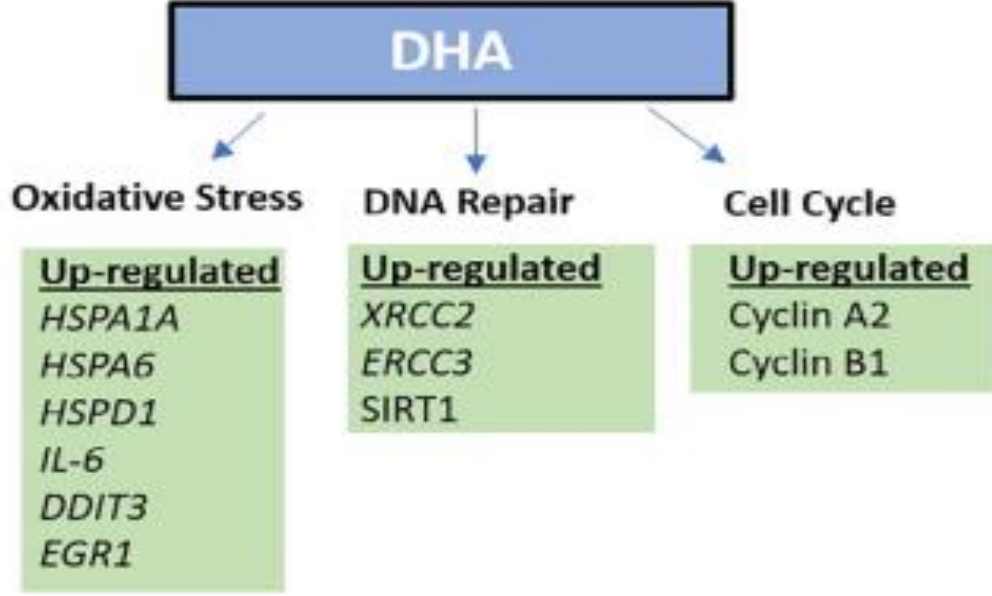 DHA
Oxidative Stress
Up-regulated
HSPA1A
HSPA6
HSPD1
IL-6
DDIT3
EGR1
DNA Repair
Up-regulated
XRCC2
ERCC3
SIRT1
Cell Cycle
Up-regulated
Cyclin A2
Cyclin B1